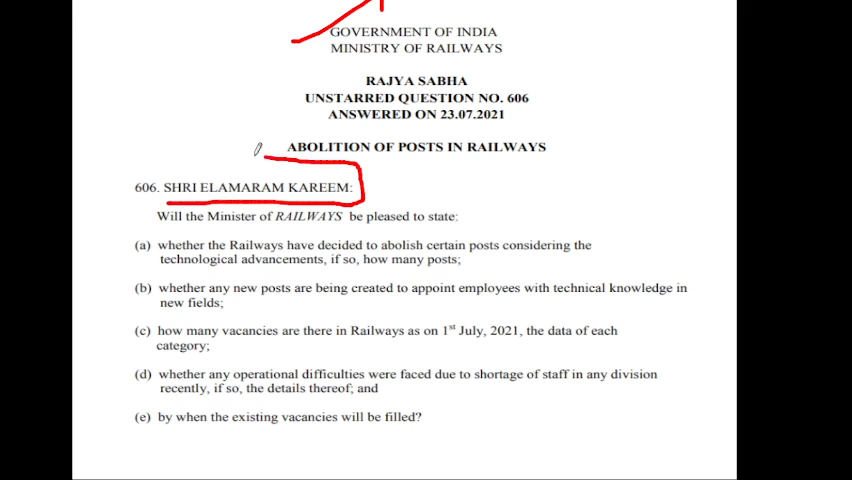 GOVERNMENT OF INDIA
MINISTRY OF RAILWAYS
RAJYA SABHA
UNSTARRED QUESTION NO. 606
ANSWERED ON 23.07.2021
ABOLITION OF POSTS IN RAILWAYS
606. SHRI ELAMARAM KAREEM:
Will the Minister of RAILWAYS be pleased to state:
(a) whether the Railways have decided to abolish certain posts considering the
technological advancements, if so, how many posts;
(b) whether any new posts are being created to appoint employees with technical knowledge in
new fields;
(c) how many vacancies are there in Railways as on 1st July, 2021, the data of each
category;
(d) whether any operational difficulties were faced due to shortage of staff in any division
recently, if so, the details thereof; and
(e) by when the existing vacancies will be filled?